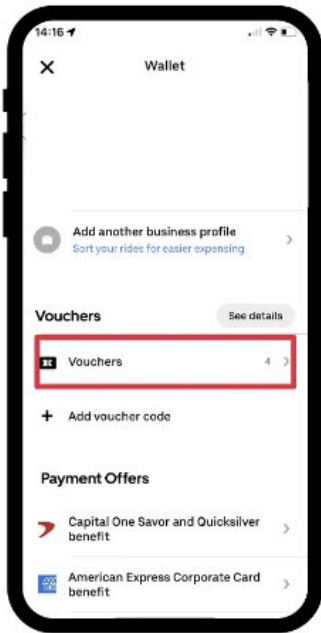 14:16
Wallet
Add another business profile
Sort your rides for easier expensing
Vouchers
See details
Vouchers
4
Add voucher code
Payment Offers
Capital One Savor and Quicksilver
benefit
American Express Corporate Card
benefit